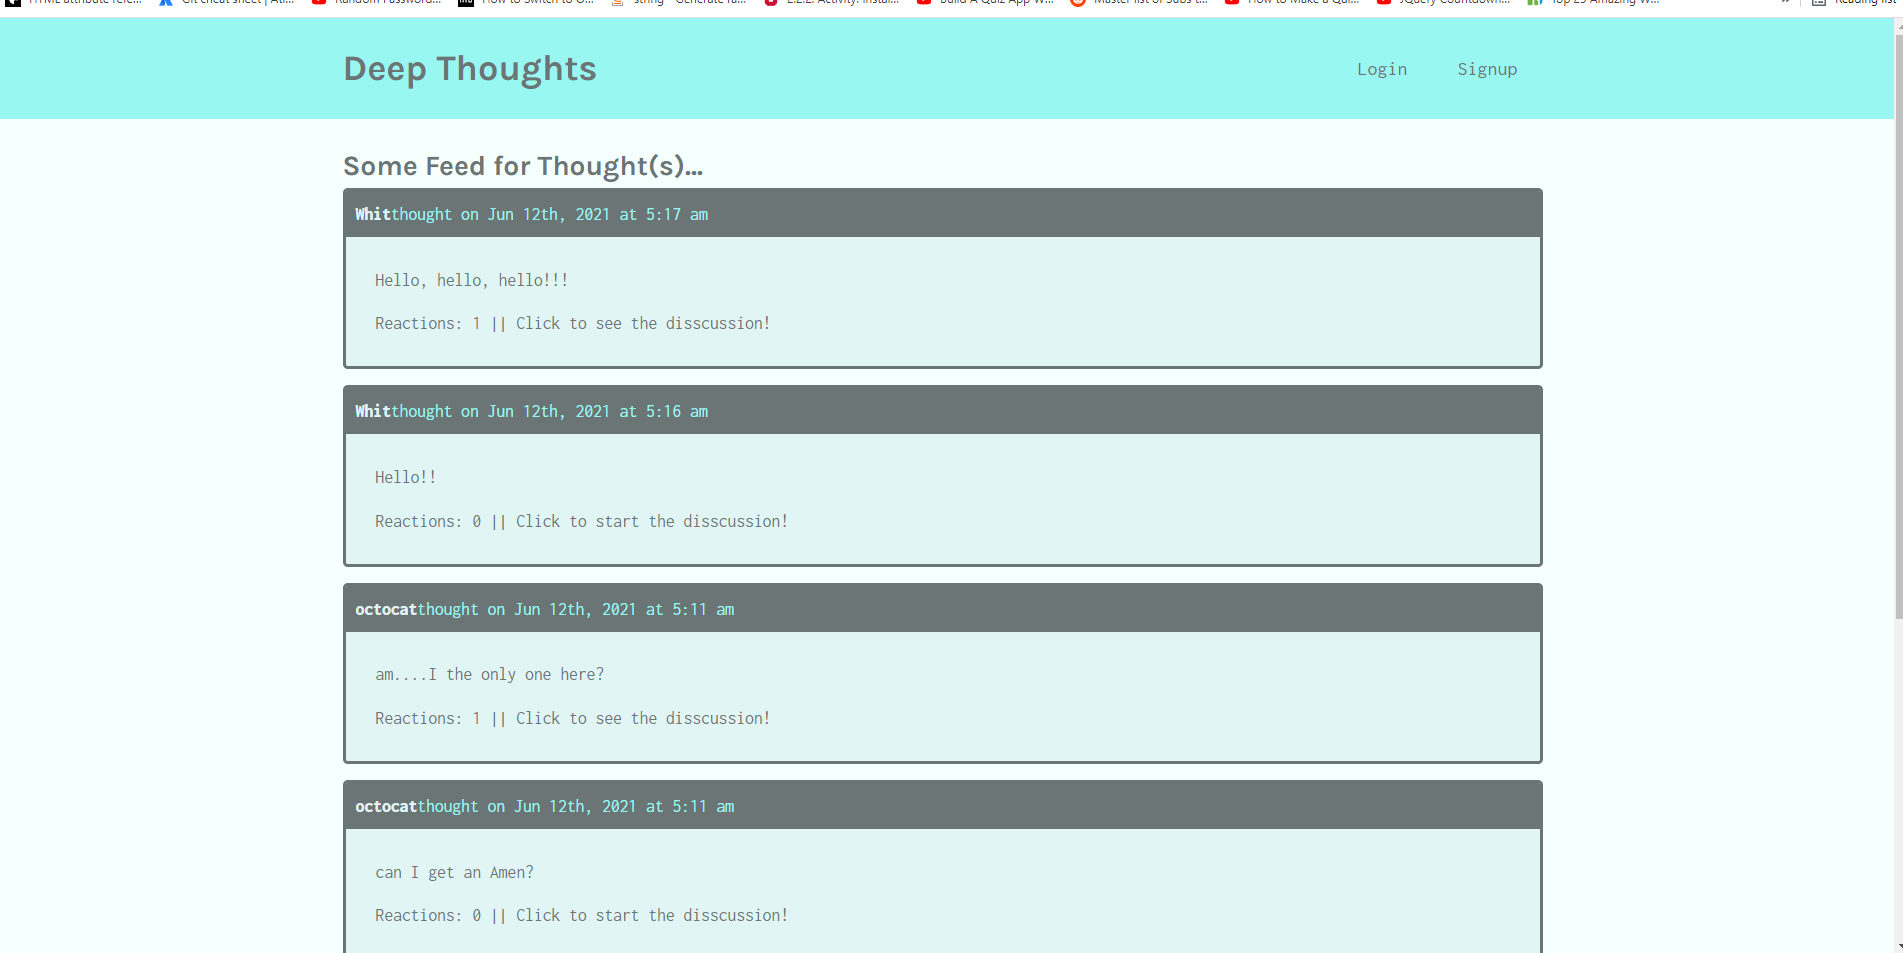 HTML attribute refe... Git cheat sheet | Atl... Random Password... How to Switch to O... string - Generate ra... 2.2.2. Activity: Instal... Build A Quiz App W... Master list of Subs t... How to Make a Qui... JQuery Countdown... Top 25 Amazing W... » Reading list
Deep Thoughts Login Signup
Some Feed for Thought(s)...
Whitthought on Jun 12th, 2021 at 5:17 am
Hello, hello, hello!!!
Reactions: 1 || Click to see the disscussion!
Whitthought on Jun 12th, 2021 at 5:16 am
Hello!!
Reactions: 0 || Click to start the disscussion!
octocatthought on Jun 12th, 2021 at 5:11 am
am....I the only one here?
Reactions: 1 || Click to see the disscussion!
octocatthought on Jun 12th, 2021 at 5:11 am
can I get an Amen?
Reactions: 0 || Click to start the disscussion!